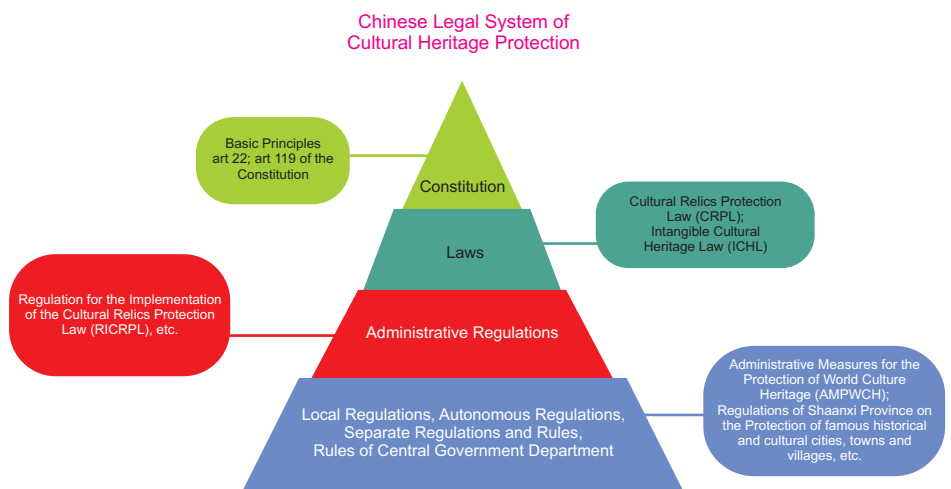 Chinese Legal System of
Cultural Heritage Protection
Basic Principles
art 22; art 119 of the
Constitution
Constitution
Cultural Relics Protection
Law (CRPL);
Intangible Cultural
Heritage Law (ICHL)
Laws
Regulation for the Implementation
of the Cultural Relics Protection
Law (RICRPL), etc.
Administrative Regulations
Administrative Measures for the
Protection of World Culture
Heritage (AMPWCH);
Regulations of Shaanxi Province on
the Protection of famous historical
and cultural cities, towns and
villages, etc.
Local Regulations, Autonomous Regulations,
Separate Regulations and Rules,
Rules of Central Government Department